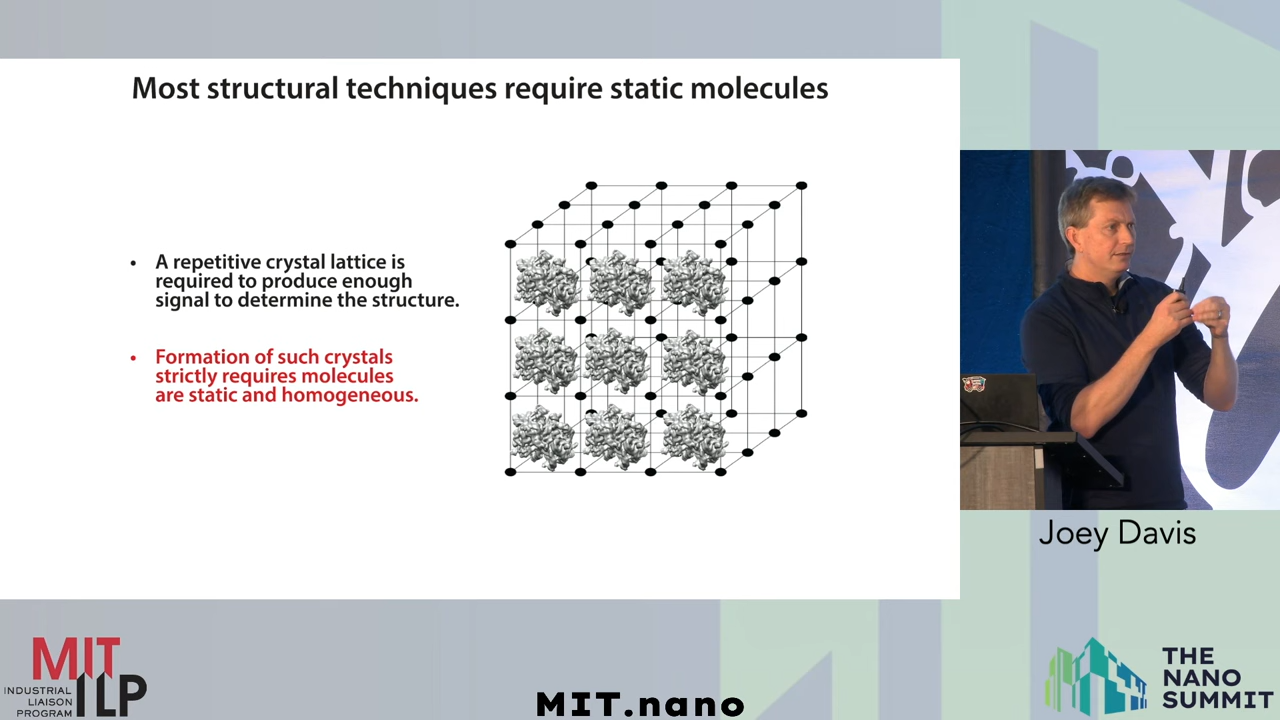 Most structural techniques require static molecules
• A repetitive crystal lattice is
required to produce enough
signal to determine the structure.
• Formation of such crystals
strictly requires molecules
are static and homogeneous.
Joey Davis
MIT
ILP
INDUSTRIAL
LIAISON
PROGRAM
MIT.nano
THE
NANO
SUMMIT